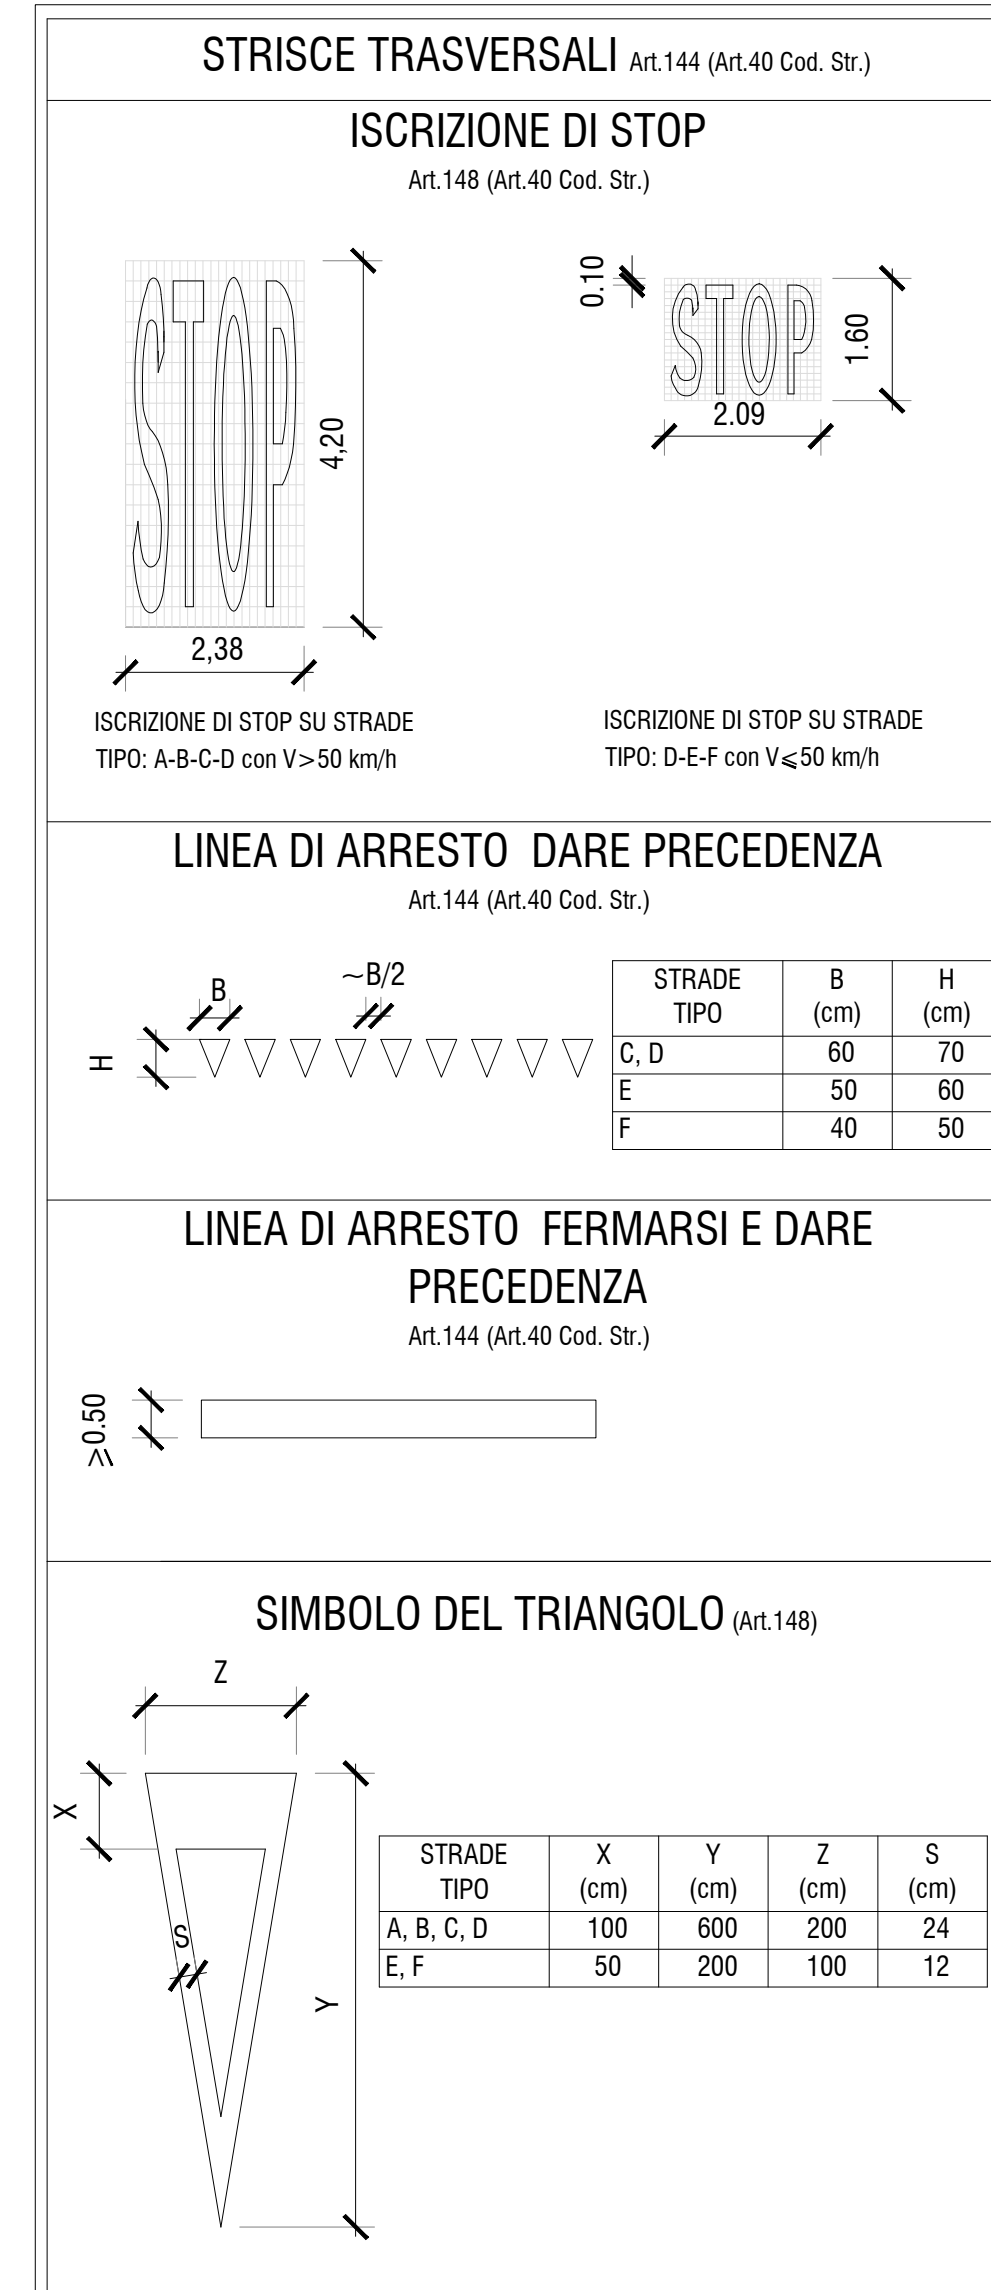 STRISCE TRASVERSALI Art.144 (Art.40 Cod. Str.)
ISCRIZIONE DI STOP
Art.148 (Art.40 Cod. Str.)
STOP
4,20
2,38
0.10
STOP
1.60
2.09
ISCRIZIONE DI STOP SU STRADE
TIPO: A-B-C-D con V>50 km/h
ISCRIZIONE DI STOP SU STRADE
TIPO: D-E-F con V⩽50 km/h
LINEA DI ARRESTO DARE PRECEDENZA
Art.144 (Art.40 Cod. Str.)
B
~B/2
H
STRADE TIPO B (cm) H (cm)
C, D 60 70
E 50 60
F 40 50
LINEA DI ARRESTO FERMARSI E DARE
PRECEDENZA
Art.144 (Art.40 Cod. Str.)
⩾0.50
SIMBOLO DEL TRIANGOLO (Art.148)
Z
X
S
Y
STRADE TIPO X (cm) Y (cm) Z (cm) S (cm)
A, B, C, D 100 600 200 24
E, F 50 200 100 12